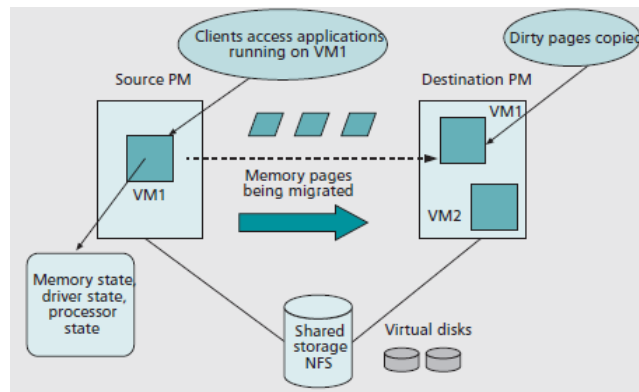 Clients access applications
running on VM1
Dirty pages copied
Source PM
Destination PM
VM1
VM1
Memory pages
being migrated
VM2
Memory state,
driver state,
processor
state
Shared
storage
NFS
Virtual disks